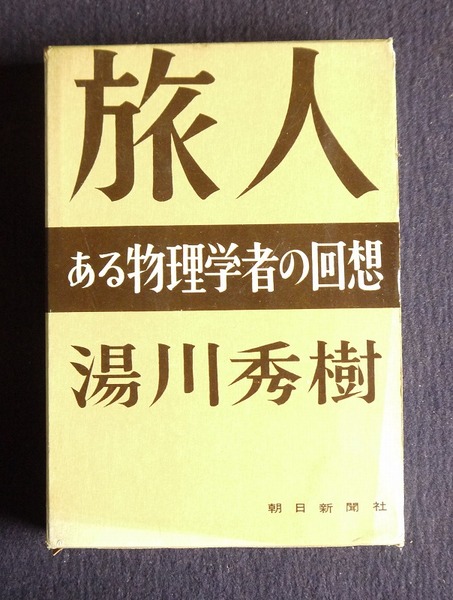 旅人
ある物理学者の回想
湯川秀樹
朝日新聞社